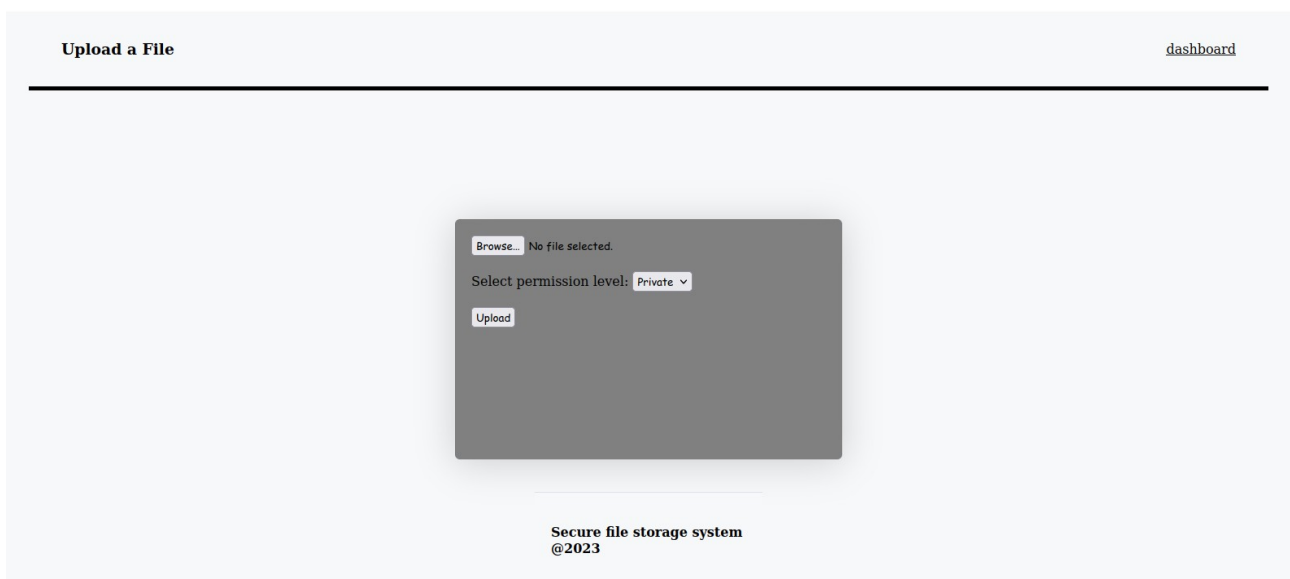 Upload a File
dashboard
Browse... No file selected.
Select permission level: Private
Upload
Secure file storage system
@2023